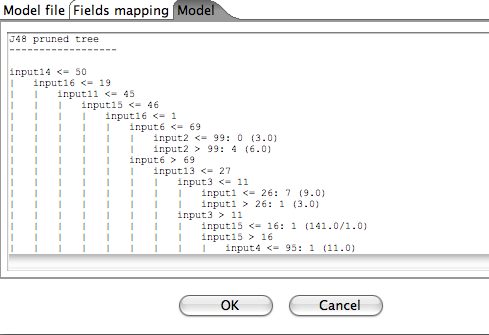 Model file Fields mapping Model
J48 pruned tree
------------------
input14 <= 50
|   input16 <= 19
|   |   input11 <= 45
|   |   |   input15 <= 46
|   |   |   |   input16 <= 1
|   |   |   |   |   input6 <= 69
|   |   |   |   |   |   input2 <= 99: 0 (3.0)
|   |   |   |   |   |   input2 > 99: 4 (6.0)
|   |   |   |   |   input6 > 69
|   |   |   |   |   |   input13 <= 27
|   |   |   |   |   |   |   input3 <= 11
|   |   |   |   |   |   |   |   input1 <= 26: 7 (9.0)
|   |   |   |   |   |   |   |   input1 > 26: 1 (3.0)
|   |   |   |   |   |   |   input3 > 11
|   |   |   |   |   |   |   |   input15 <= 16: 1 (141.0/1.0)
|   |   |   |   |   |   |   |   input15 > 16
|   |   |   |   |   |   |   |   |   input4 <= 95: 1 (11.0)
OK Cancel